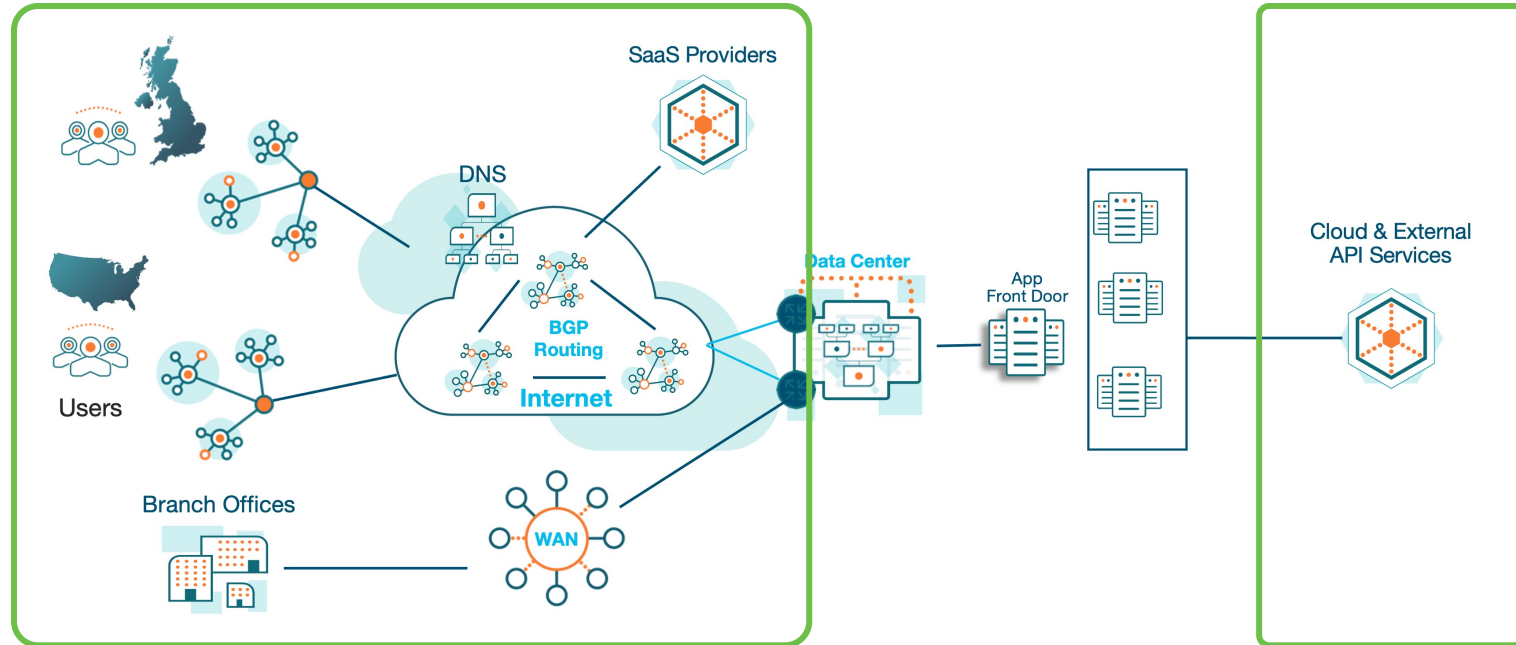 SaaS Providers
DNS
BGP
Routing
Internet
Users
Branch Offices
WAN
Data Center
App
Front Door
Cloud & External
API Services